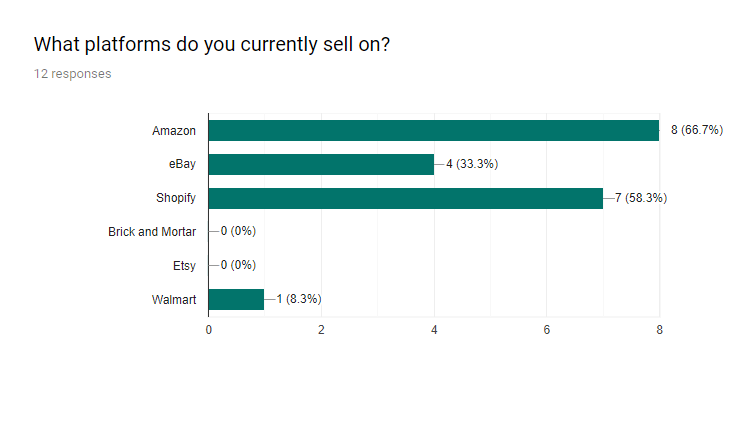 What platforms do you currently sell on?
12 responses
Amazon 8 (66.7%)
eBay 4 (33.3%)
Shopify 7 (58.3%)
Brick and Mortar 0 (0%)
Etsy 0 (0%)
Walmart 1 (8.3%)
0 2 4 6 8